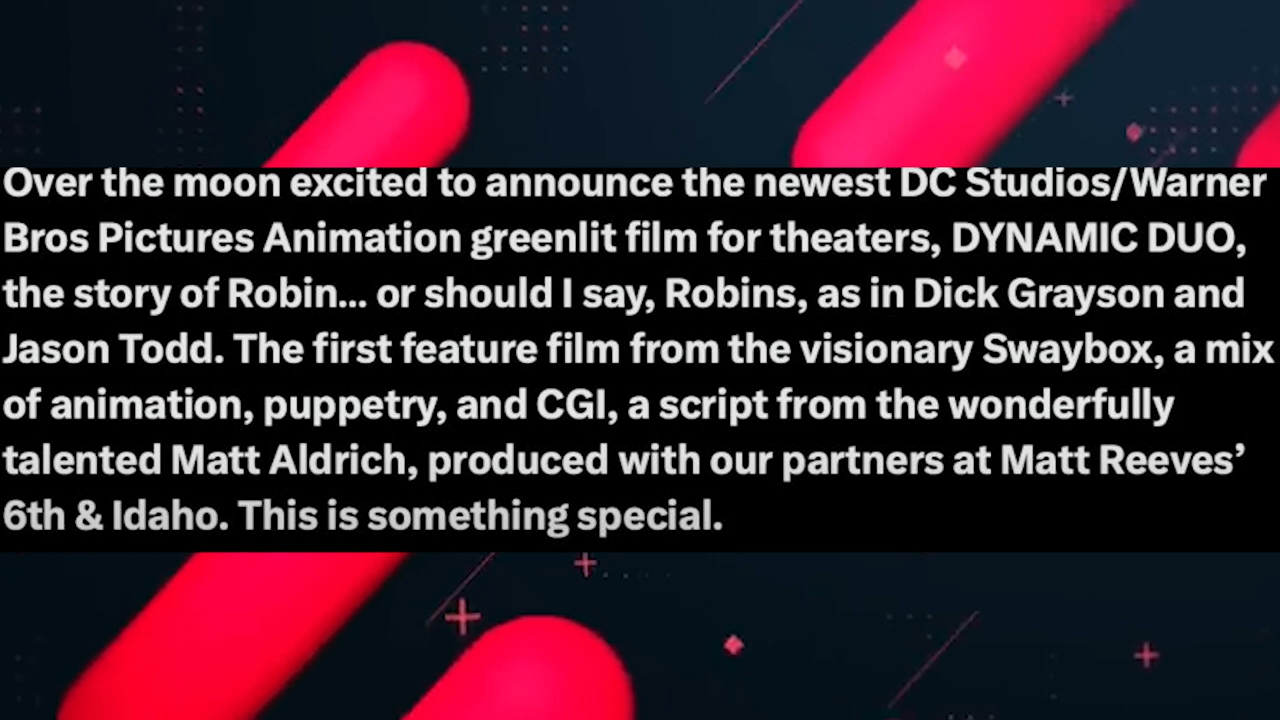 Over the moon excited to announce the newest DC Studios/Warner
Bros Pictures Animation greenlit film for theaters, DYNAMIC DUO,
the story of Robin... or should I say, Robins, as in Dick Grayson and
Jason Todd. The first feature film from the visionary Swaybox, a mix
of animation, puppetry, and CGI, a script from the wonderfully
talented Matt Aldrich, produced with our partners at Matt Reeves’
6th & Idaho. This is something special.